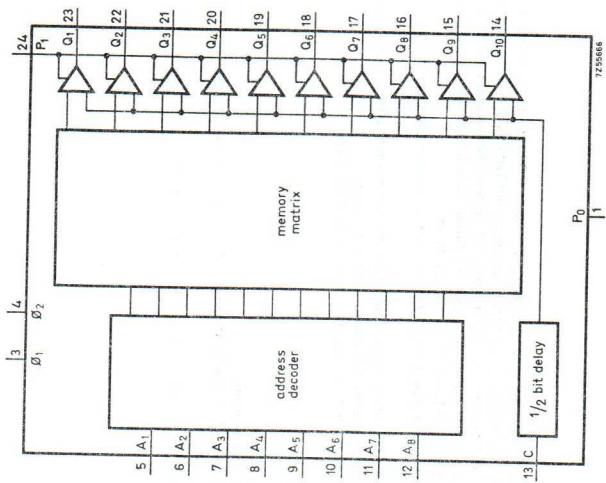 24 P1
Q1 23
Q2 22
Q3 21
Q4 20
Q5 19
Q6 18
Q7 17
Q8 16
Q9 15
Q10 14
memory
matrix
3 Ø1
4 Ø2
address
decoder
5 A1
6 A2
7 A3
8 A4
9 A5
10 A6
11 A7
12 A8
13 C
1/2 bit delay
P0
1
7Z55666